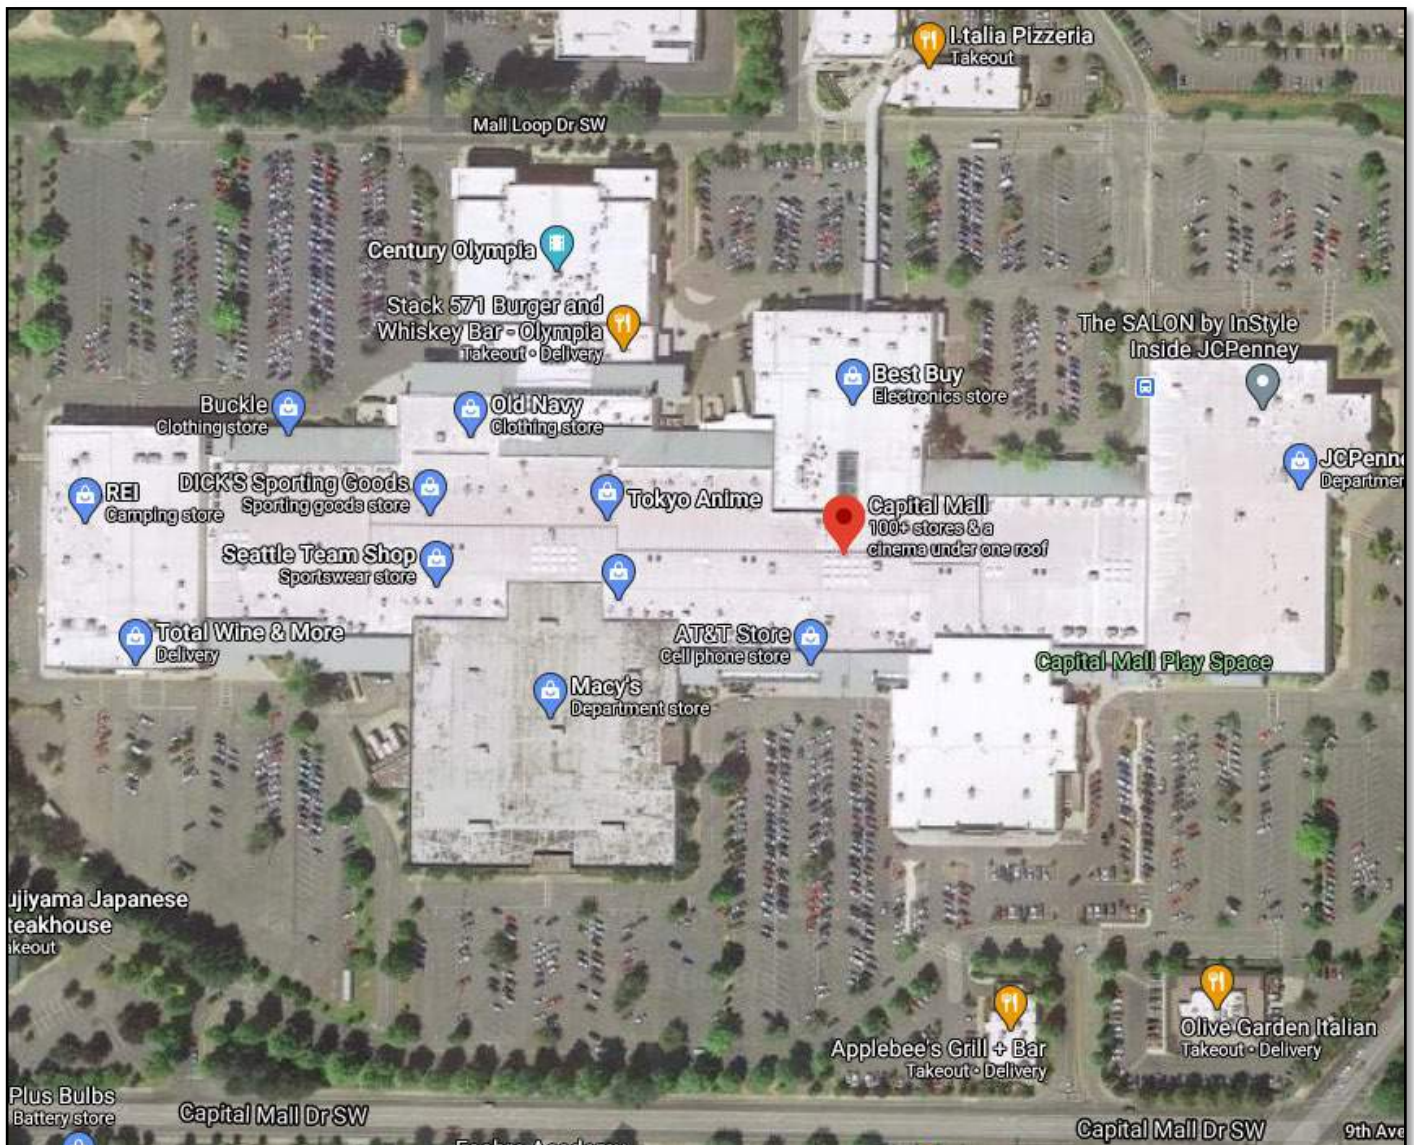 I.talia Pizzeria
Takeout
Mall Loop Dr SW
Century Olympia
Stack 571 Burger and
Whiskey Bar - Olympia
Takeout • Delivery
The SALON by InStyle
Inside JCPenney
Best Buy
Electronics store
Buckle
Clothing store
Old Navy
Clothing store
JCPenn
Departmer
REI
Camping store
DICK'S Sporting Goods
Sporting goods store
Tokyo Anime
Capital Mall
100+ stores & a
cinema under one roof
Seattle Team Shop
Sportswear store
Total Wine & More
Delivery
AT&T Store
Cell phone store
Capital Mall Play Space
Macy's
Department store
ujiyama Japanese
teakhouse
akeout
Applebee's Grill + Bar
Takeout • Delivery
Olive Garden Italian
Takeout • Delivery
Plus Bulbs
Battery store
Capital Mall Dr SW
Capital Mall Dr SW
9th Ave